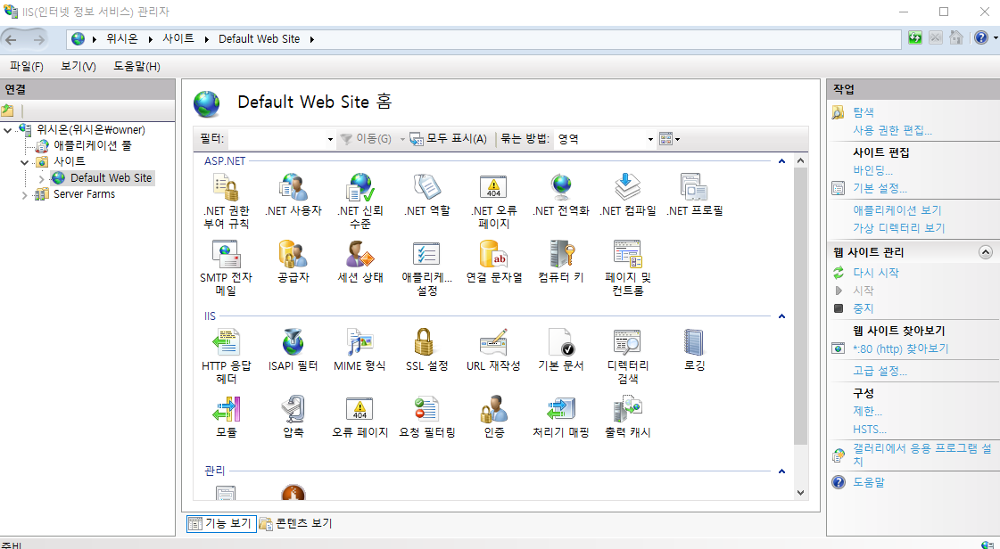 IIS(인터넷 정보 서비스) 관리자
위시온 사이트 Default Web Site
파일(F) 보기(V) 도움말(H)
연결
위시온(위시온\owner)
애플리케이션 풀
사이트
Default Web Site
Server Farms
Default Web Site 홈
필터: 이동(G) 모두 표시(A) 묶는 방법: 영역
ASP.NET
.NET 권한 부여 규칙
.NET 사용자
.NET 신뢰 수준
.NET 역할
.NET 오류 페이지
.NET 전역화
.NET 컴파일
.NET 프로필
SMTP 전자 메일
공급자
세션 상태
애플리케... 설정
연결 문자열
컴퓨터 키
페이지 및 컨트롤
IIS
HTTP 응답 헤더
ISAPI 필터
MIME 형식
SSL 설정
URL 재작성
기본 문서
디렉터리 검색
로깅
모듈
압축
404
오류 페이지
요청 필터링
인증
처리기 매핑
출력 캐시
관리
기능 보기 콘텐츠 보기
작업
탐색
사용 권한 편집...
사이트 편집
바인딩...
기본 설정...
애플리케이션 보기
가상 디렉터리 보기
웹 사이트 관리
다시 시작
시작
중지
웹 사이트 찾아보기
*:80 (http) 찾아보기
고급 설정...
구성
제한...
HSTS...
갤러리에서 응용 프로그램 설
치
도움말
준비